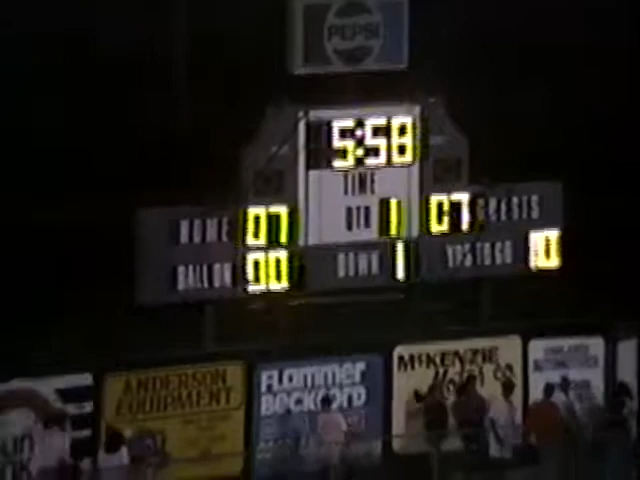 PEPSI
5:58
TIME
HOME 07 QTR 1 07 GUESTS
BALL ON DOWN 1 YDS TO GO 10
ANDERSON
EQUIPMENT
Flammer
Beckford
McKENZIE